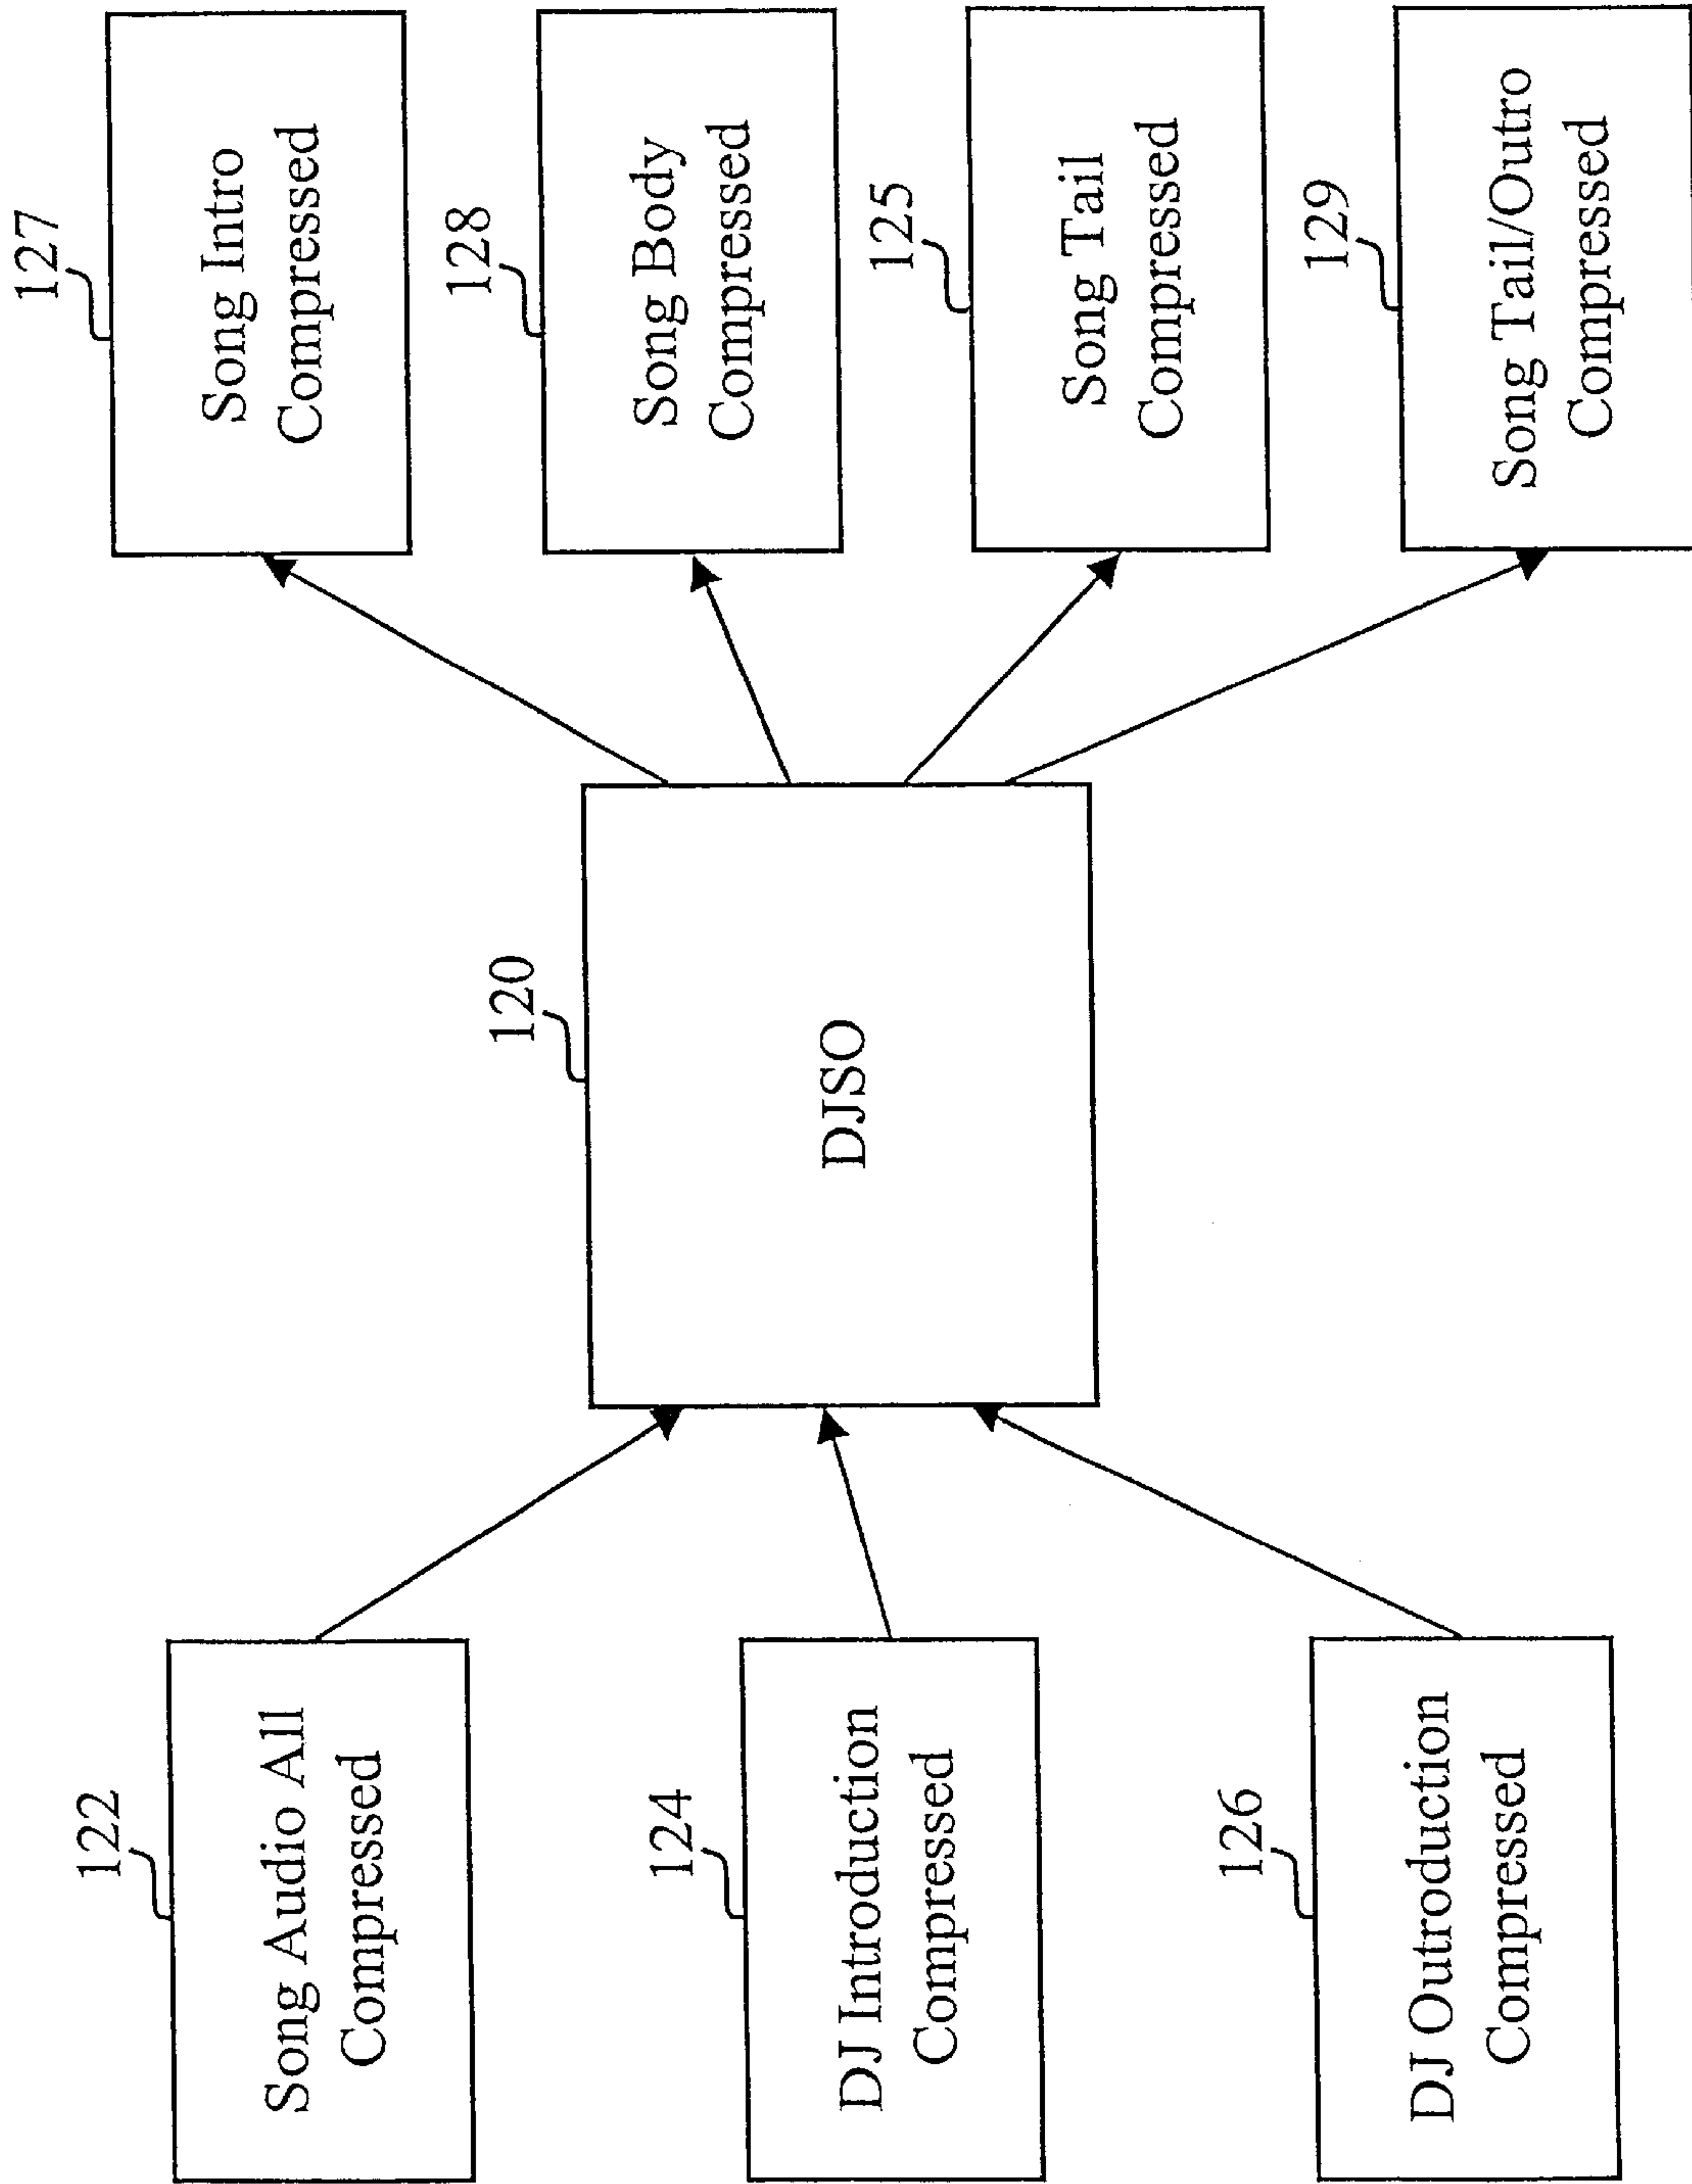 122
Song Audio All
Compressed
124
DJ Introduction
Compressed
126
DJ Outroduction
Compressed
120
DJSO
127
Song Intro
Compressed
128
Song Body
Compressed
125
Song Tail
Compressed
129
Song Tail/Outro
Compressed